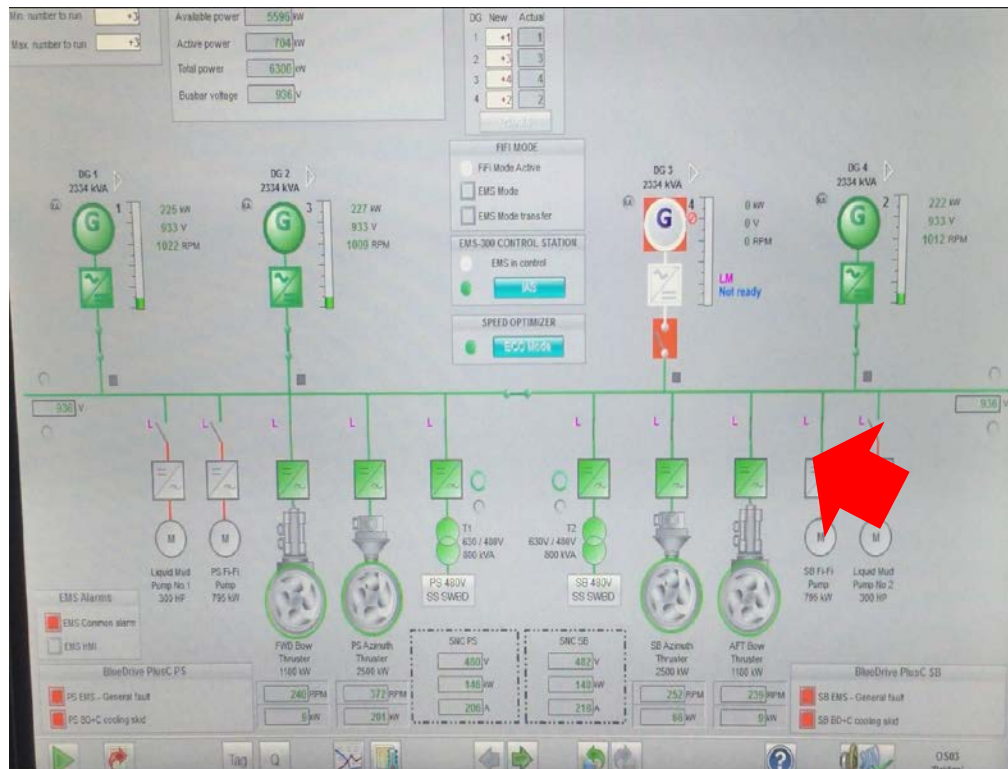 Min. number to run +3
Max. number to run +3
Available power 5596 kW
Active power 704 kW
Total power 6300 kW
Busbar voltage 936 V
DG New Actual
1 +1 1
2 +3 3
3 +4 4
4 +2 2
FIFI MODE
FiFi Mode Active
EMS Mode
EMS Mode transfer
EMS-300 CONTROL STATION
EMS in control
IAS
SPEED OPTIMIZER
ECO Mode
DG 1
2334 kVA
G
1
225 kW
933 V
1022 RPM
DG 2
2334 kVA
G
3
227 kW
933 V
1009 RPM
DG 3
2334 kVA
G
4
0 kW
0 V
0 RPM
LM
Not ready
DG 4
2334 kVA
G
2
222 kW
933 V
1012 RPM
936 V
936 V
L L L L L L L L
M M M M
Liquid Mud
Pump No.1
300 HP
PS Fi-Fi
Pump
795 kW
FWD Bow
Thruster
1100 kW
240 RPM
kW
PS Azimuth
Thruster
2500 kW
372 RPM
201 kW
T1
630 / 480V
800 kVA
PS 480V
SS SWBD
T2
630V / 480V
800 kVA
SB 480V
SS SWBD
SNC PS
480 V
146 kW
206 A
SNC SB
482 V
kW
218 A
SB Azimuth
Thruster
2500 kW
252 RPM
66 kW
AFT Bow
Thruster
1100 kW
239 RPM
9 kW
SB Fi-Fi
Pump
795 kW
Liquid Mud
Pump No 2
300 HP
EMS Alarms
EMS Common alarm
EMS HMI
BlueDrive PlusC PS
PS EMS - General fault
PS BD+C cooling skid
BlueDrive PlusC SB
SB EMS - General fault
SB BD+C cooling skid
Tag
Q
?
OS03